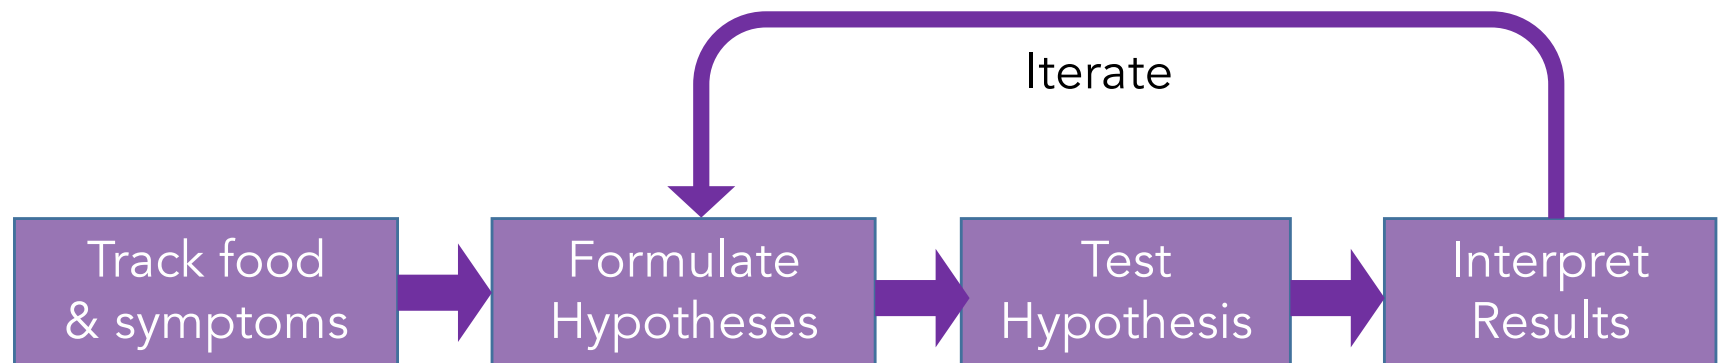 Iterate
Track food
& symptoms
Formulate
Hypotheses
Test
Hypothesis
Interpret
Results